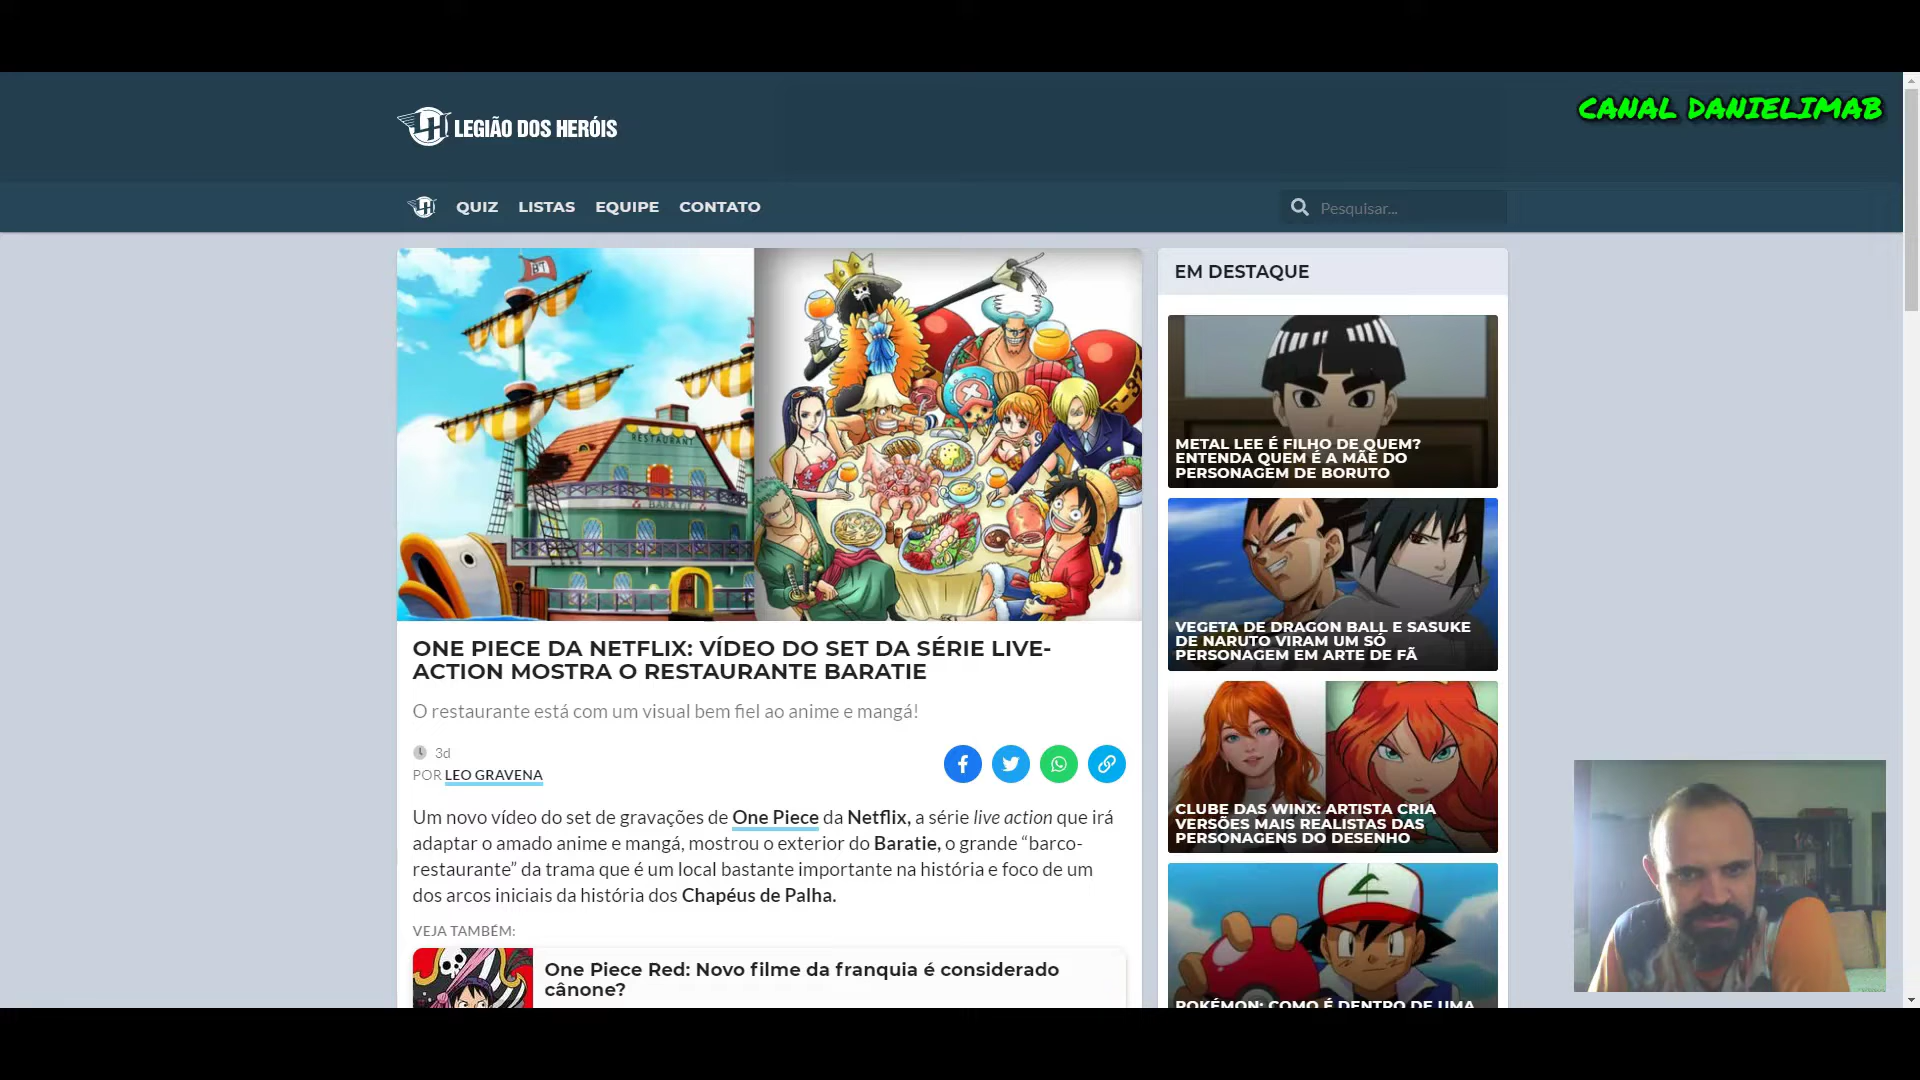 CANAL DANIELIMAB
LEGIÃO DOS HERÓIS
QUIZ LISTAS EQUIPE CONTATO
Pesquisar...
RESTAURANT
BARATIE
ONE PIECE DA NETFLIX: VÍDEO DO SET DA SÉRIE LIVE-
ACTION MOSTRA O RESTAURANTE BARATIE
O restaurante está com um visual bem fiel ao anime e mangá!
3d
POR LEO GRAVENA
Um novo vídeo do set de gravações de One Piece da Netflix, a série live action que irá
adaptar o amado anime e mangá, mostrou o exterior do Baratie, o grande “barco-
restaurante” da trama que é um local bastante importante na história e foco de um
dos arcos iniciais da história dos Chapéus de Palha.
VEJA TAMBÉM:
One Piece Red: Novo filme da franquia é considerado
cânone?
EM DESTAQUE
METAL LEE É FILHO DE QUEM?
ENTENDA QUEM É A MÃE DO
PERSONAGEM DE BORUTO
VEGETA DE DRAGON BALL E SASUKE
DE NARUTO VIRAM UM SÓ
PERSONAGEM EM ARTE DE FÃ
CLUBE DAS WINX: ARTISTA CRIA
VERSÕES MAIS REALISTAS DAS
PERSONAGENS DO DESENHO
POKÉMON: COMO É DENTRO DE UMA